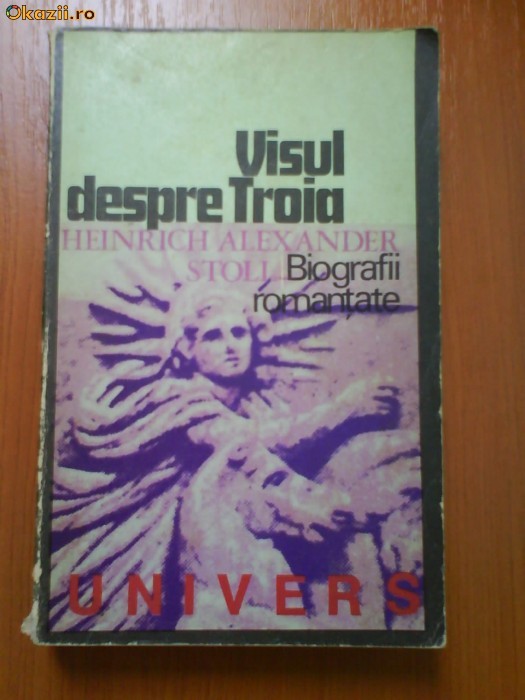 Okazii.ro
Visul
despre Troia
HEINRICH ALEXANDER
STOLL Biografii
romanțate
UNIVERS